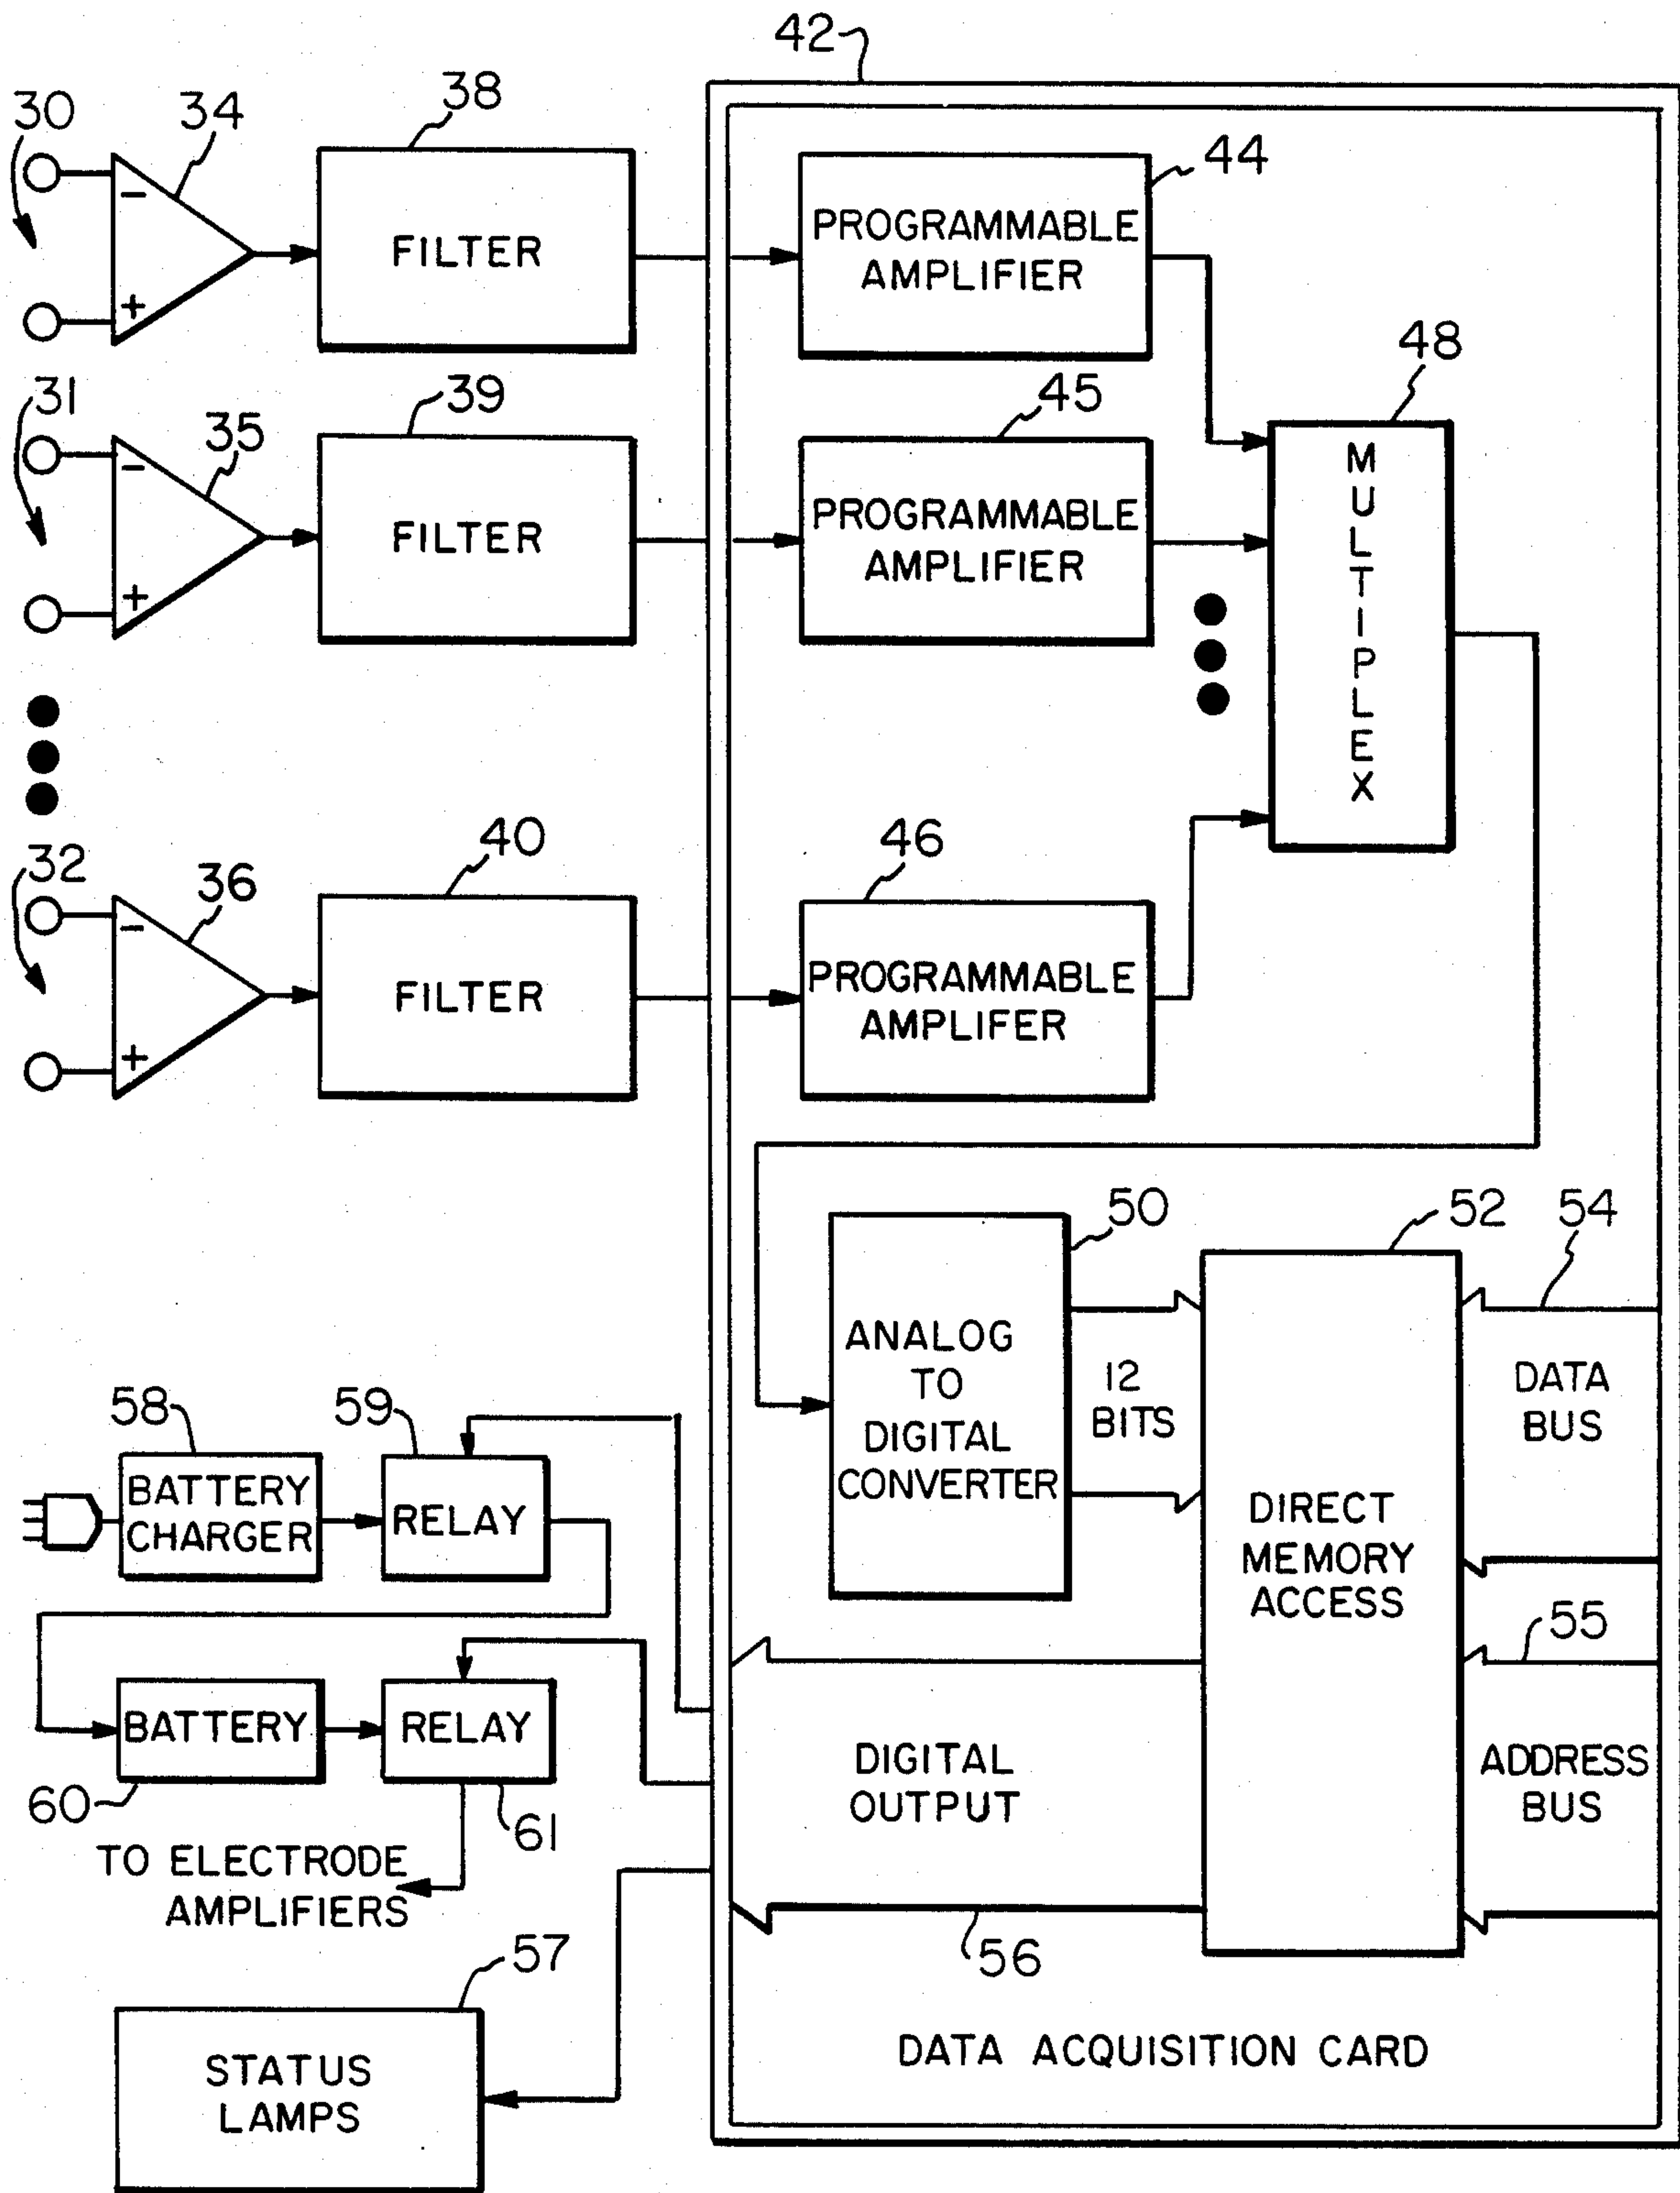 42
30
34
38
44
−
+
FILTER
PROGRAMMABLE
AMPLIFIER
48
31
35
39
45
−
+
FILTER
PROGRAMMABLE
AMPLIFIER
MULTIPLEX
32
36
40
46
−
+
FILTER
PROGRAMMABLE
AMPLIFER
50
52
54
ANALOG
TO
DIGITAL
CONVERTER
12
BITS
DIRECT
MEMORY
ACCESS
DATA
BUS
58
59
BATTERY
CHARGER
RELAY
55
BATTERY
RELAY
60
61
DIGITAL
OUTPUT
ADDRESS
BUS
TO ELECTRODE
AMPLIFIERS
56
57
STATUS
LAMPS
DATA ACQUISITION CARD